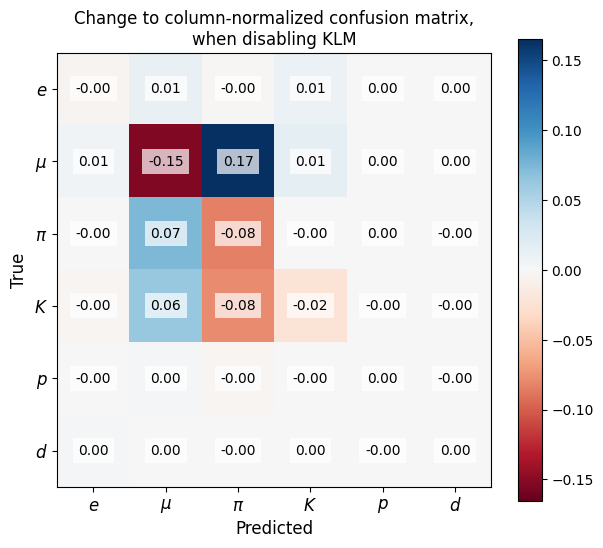 Change to column-normalized confusion matrix,
when disabling KLM
e -0.00 0.01 -0.00 0.01 0.00 0.00
μ 0.01 -0.15 0.17 0.01 0.00 0.00
π -0.00 0.07 -0.08 -0.00 0.00 -0.00
K -0.00 0.06 -0.08 -0.02 -0.00 -0.00
p -0.00 0.00 -0.00 -0.00 0.00 -0.00
d 0.00 0.00 -0.00 0.00 -0.00 0.00
e μ π K p d
Predicted
True
0.15
0.10
0.05
0.00
−0.05
−0.10
−0.15